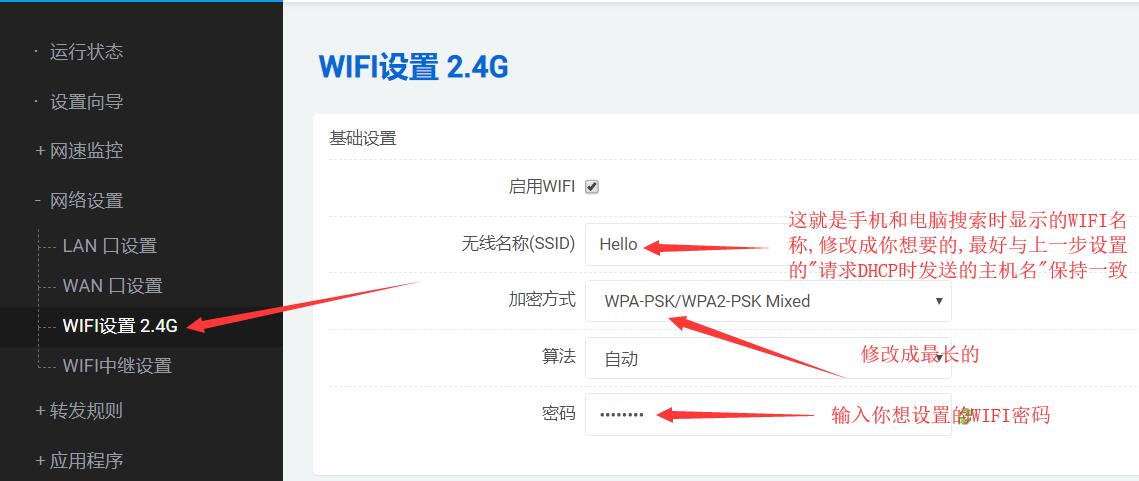 · 运行状态
· 设置向导
+ 网速监控
- 网络设置
LAN 口设置
WAN 口设置
WIFI设置 2.4G
WIFI中继设置
+ 转发规则
+ 应用程序
WIFI设置 2.4G
基础设置
启用WIFI
无线名称(SSID)
Hello
这就是手机和电脑搜索时显示的WIFI名
称,修改成你想要的,最好与上一步设置
的"请求DHCP时发送的主机名"保持一致
加密方式
WPA-PSK/WPA2-PSK Mixed
算法
自动
修改成最长的
密码
••••••••
输入你想设置的WIFI密码